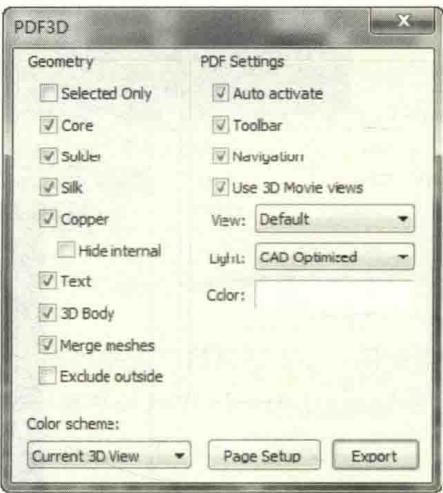 PDF3D
Geometry
Selected Only
Core
Solder
Silk
Copper
Hide internal
Text
3D Body
Merge meshes
Exclude outside
PDF Settings
Auto activate
Toolbar
Navigation
Use 3D Movie views
View: Default
Light: CAD Optimized
Color:
Color scheme:
Current 3D View
Page Setup
Export